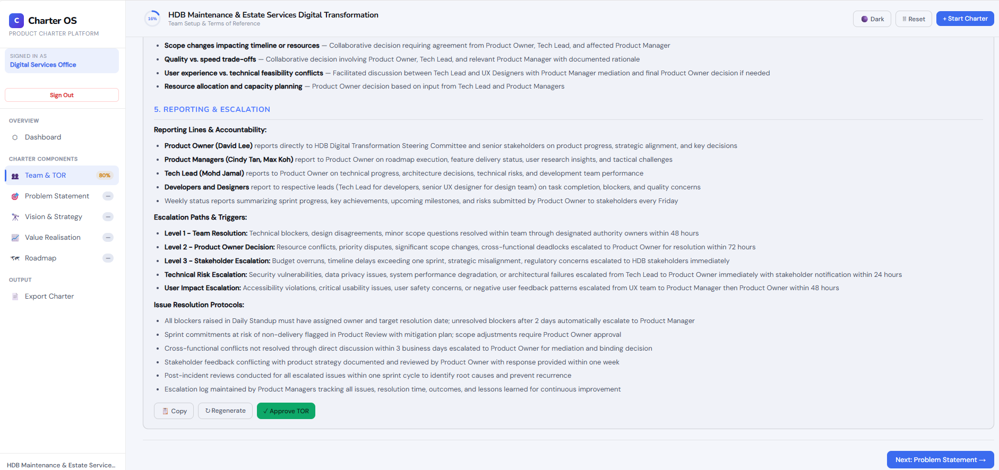 C Charter OS
PRODUCT CHARTER PLATFORM
SIGNED IN AS
Digital Services Office
Sign Out
OVERVIEW
Dashboard
CHARTER COMPONENTS
Team & TOR 80%
Problem Statement –
Vision & Strategy –
Value Realisation –
Roadmap –
OUTPUT
Export Charter
HDB Maintenance & Estate Service...
16%
HDB Maintenance & Estate Services Digital Transformation
Team Setup & Terms of Reference
Dark
Reset
+ Start Charter
• Scope changes impacting timeline or resources — Collaborative decision requiring agreement from Product Owner, Tech Lead, and affected Product Manager
• Quality vs. speed trade-offs — Collaborative decision involving Product Owner, Tech Lead, and relevant Product Manager with documented rationale
• User experience vs. technical feasibility conflicts — Facilitated discussion between Tech Lead and UX Designers with Product Manager mediation and final Product Owner decision if needed
• Resource allocation and capacity planning — Product Owner decision based on input from Tech Lead and Product Managers
5. REPORTING & ESCALATION
Reporting Lines & Accountability:
• Product Owner (David Lee) reports directly to HDB Digital Transformation Steering Committee and senior stakeholders on product progress, strategic alignment, and key decisions
• Product Managers (Cindy Tan, Max Koh) report to Product Owner on roadmap execution, feature delivery status, user research insights, and tactical challenges
• Tech Lead (Mohd Jamal) reports to Product Owner on technical progress, architecture decisions, technical risks, and development team performance
• Developers and Designers report to respective leads (Tech Lead for developers, senior UX designer for design team) on task completion, blockers, and quality concerns
• Weekly status reports summarizing sprint progress, key achievements, upcoming milestones, and risks submitted by Product Owner to stakeholders every Friday
Escalation Paths & Triggers:
• Level 1 - Team Resolution: Technical blockers, design disagreements, minor scope questions resolved within team through designated authority owners within 48 hours
• Level 2 - Product Owner Decision: Resource conflicts, priority disputes, significant scope changes, cross-functional deadlocks escalated to Product Owner for resolution within 72 hours
• Level 3 - Stakeholder Escalation: Budget overruns, timeline delays exceeding one sprint, strategic misalignment, regulatory concerns escalated to HDB stakeholders immediately
• Technical Risk Escalation: Security vulnerabilities, data privacy issues, system performance degradation, or architectural failures escalated from Tech Lead to Product Owner immediately with stakeholder notification within 24 hours
• User Impact Escalation: Accessibility violations, critical usability issues, user safety concerns, or negative user feedback patterns escalated from UX team to Product Manager then Product Owner within 48 hours
Issue Resolution Protocols:
• All blockers raised in Daily Standup must have assigned owner and target resolution date; unresolved blockers after 2 days automatically escalate to Product Manager
• Sprint commitments at risk of non-delivery flagged in Product Review with mitigation plan; scope adjustments require Product Owner approval
• Cross-functional conflicts not resolved through direct discussion within 3 business days escalated to Product Owner for mediation and binding decision
• Stakeholder feedback conflicting with product strategy documented and reviewed by Product Owner with response provided within one week
• Post-incident reviews conducted for all escalated issues within one sprint cycle to identify root causes and prevent recurrence
• Escalation log maintained by Product Managers tracking all issues, resolution time, outcomes, and lessons learned for continuous improvement
Copy
↻ Regenerate
✓ Approve TOR
Next: Problem Statement →